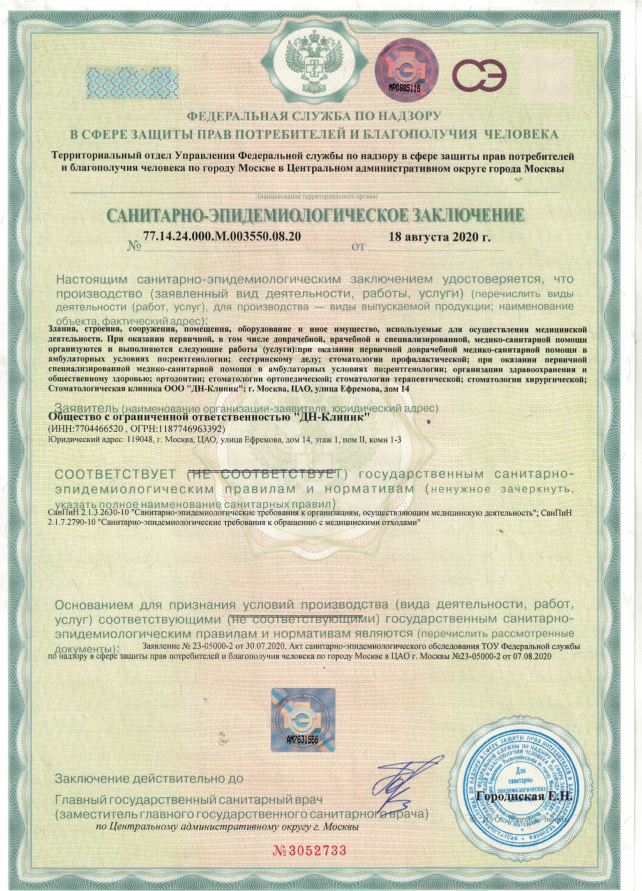 МР0885116
СЭ
ФЕДЕРАЛЬНАЯ СЛУЖБА ПО НАДЗОРУ
В СФЕРЕ ЗАЩИТЫ ПРАВ ПОТРЕБИТЕЛЕЙ И БЛАГОПОЛУЧИЯ ЧЕЛОВЕКА
Территориальный отдел Управления Федеральной службы по надзору в сфере защиты прав потребителей
и благополучия человека по городу Москве в Центральном административном округе города Москвы
(наименование территориального органа)
САНИТАРНО-ЭПИДЕМИОЛОГИЧЕСКОЕ ЗАКЛЮЧЕНИЕ
№ 77.14.24.000.М.003550.08.20 от 18 августа 2020 г.
Настоящим санитарно-эпидемиологическим заключением удостоверяется, что
производство (заявленный вид деятельности, работы, услуги) (перечислить виды
деятельности (работ, услуг), для производства — виды выпускаемой продукции; наименование
объекта, фактический адрес):
Здания, строения, сооружения, помещения, оборудование и иное имущество, используемые для осуществления медицинской
деятельности. При оказании первичной, в том числе доврачебной, врачебной и специализированной, медико-санитарной помощи
организуются и выполняются следующие работы (услуги):при оказании первичной доврачебной медико-санитарной помощи в
амбулаторных условиях по:рентгенологии; сестринскому делу; стоматологии профилактической; при оказании первичной
специализированной медико-санитарной помощи в амбулаторных условиях по:рентгенологии; организации здравоохранения и
общественному здоровью; ортодонтии; стоматологии ортопедической; стоматологии терапевтической; стоматологии хирургической;
Стоматологическая клиника ООО "ДН-Клиник"; г. Москва, ЦАО, улица Ефремова, дом 14
Заявитель (наименование организации-заявителя, юридический адрес)
Общество с ограниченной ответственностью "ДН-Клиник"
(ИНН:7704466520 , ОГРН:1187746963392)
Юридический адрес: 119048, г. Москва, ЦАО, улица Ефремова, дом 14, этаж 1, пом II, комн 1-3
СООТВЕТСТВУЕТ (НЕ СООТВЕТСТВУЕТ) государственным санитарно-
эпидемиологическим правилам и нормативам (ненужное зачеркнуть,
указать полное наименование санитарных правил)
СанПиН 2.1.3.2630-10 "Санитарно-эпидемиологические требования к организациям, осуществляющим медицинскую деятельность"; СанПиН
2.1.7.2790-10 "Санитарно-эпидемиологические требования к обращению с медицинскими отходами"
Основанием для признания условий производства (вида деятельности, работ,
услуг) соответствующими (не соответствующими) государственным санитарно-
эпидемиологическим правилам и нормативам являются (перечислить рассмотренные
документы):
Заявление № 23-05000-2 от 30.07.2020, Акт санитарно-эпидемиологического обследования ТОУ Федеральной службы
по надзору в сфере защиты прав потребителей и благополучия человека по городу Москве в ЦАО г. Москвы №23-05000-2 от 07.08.2020
АМ7631566
Заключение действительно до
Главный государственный санитарный врач
(заместитель главного государственного санитарного врача)
по Центральному административному округу г. Москвы
Для
санитарно-
эпидемиологических
Городинская Е.Н.
№3052733